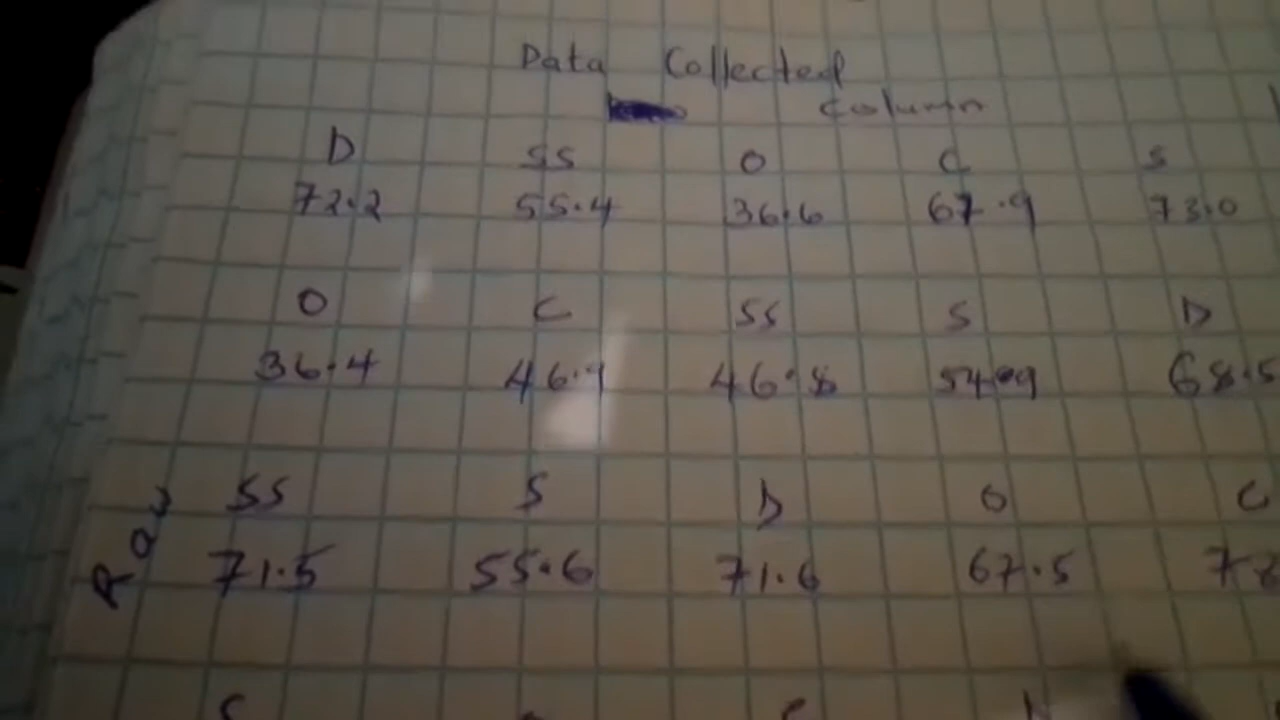 Data Collected
Column
D SS O C S
72.2 55.4 36.6 67.9 73.0
O C SS S D
36.4 46.9 46.8 54.9 68.5
Row
SS S D O C
71.5 55.6 71.6 67.5